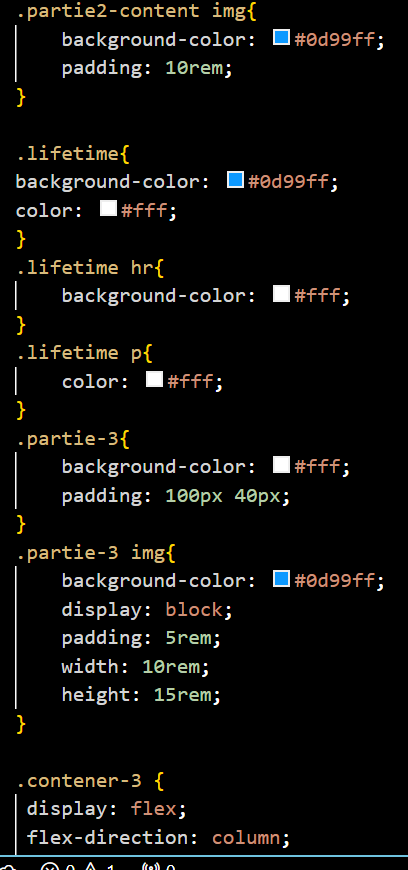 .partie2-content img{
background-color: #0d99ff;
padding: 10rem;
}
.lifetime{
background-color: #0d99ff;
color: #fff;
}
.lifetime hr{
background-color: #fff;
}
.lifetime p{
color: #fff;
}
.partie-3{
background-color: #fff;
padding: 100px 40px;
}
.partie-3 img{
background-color: #0d99ff;
display: block;
padding: 5rem;
width: 10rem;
height: 15rem;
}
.contener-3 {
display: flex;
flex-direction: column;